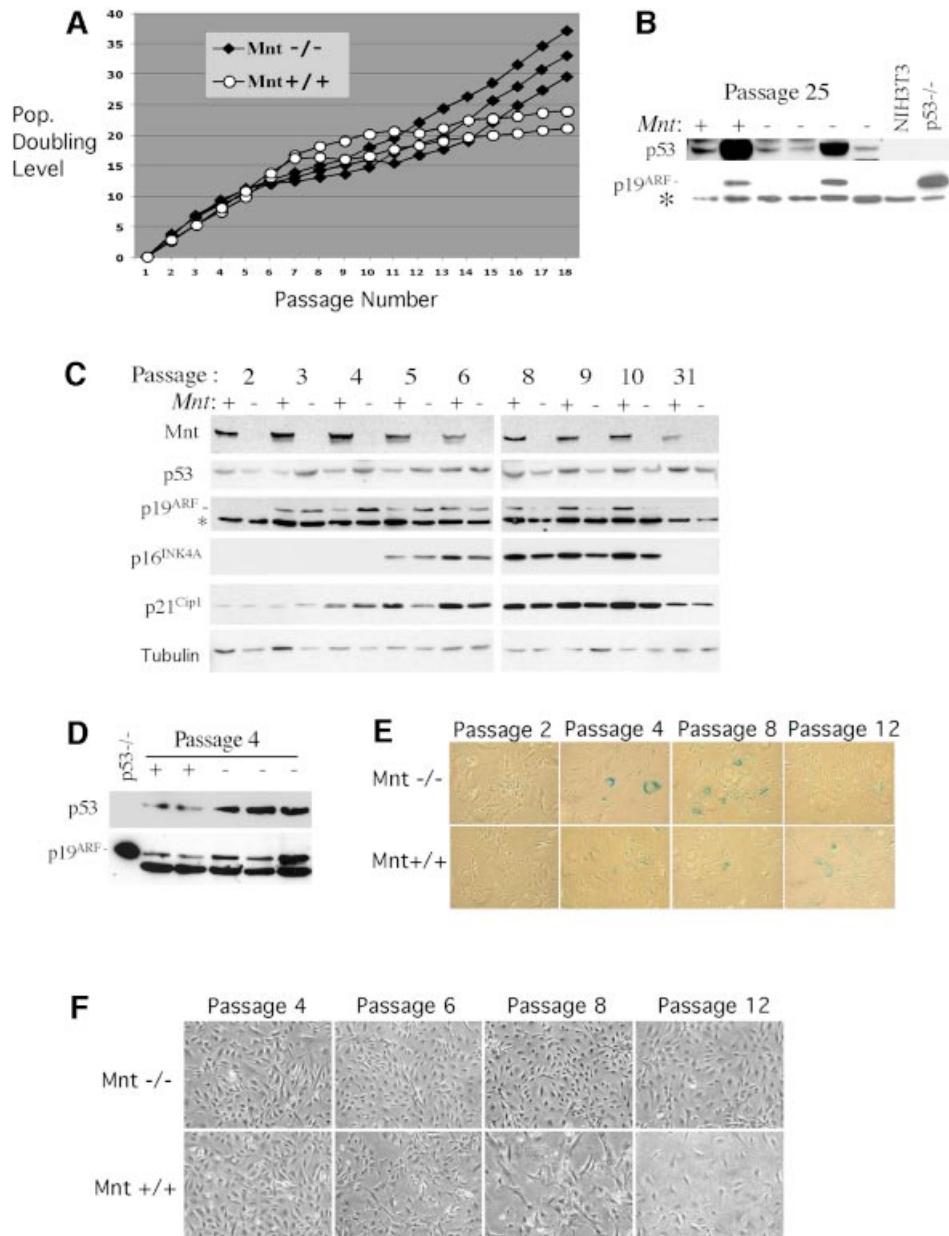 A
Pop.
Doubling
Level
40
35
30
25
20
15
10
5
0
Mnt -/-
Mnt+/+
1 2 3 4 5 6 7 8 9 10 11 12 13 14 15 16 17 18
Passage Number
B
Passage 25
NIH3T3
p53-/-
Mnt: + + - - - -
p53
p19ARF -
*
C
Passage : 2 3 4 5 6 8 9 10 31
Mnt: + - + - + - + - + - + - + - + - + -
Mnt
p53
p19ARF -
*
p16INK4A
p21Cip1
Tubulin
D
p53-/-
Passage 4
+ + - - -
p53
p19ARF -
E
Passage 2 Passage 4 Passage 8 Passage 12
Mnt -/-
Mnt+/+
F
Passage 4 Passage 6 Passage 8 Passage 12
Mnt -/-
Mnt +/+